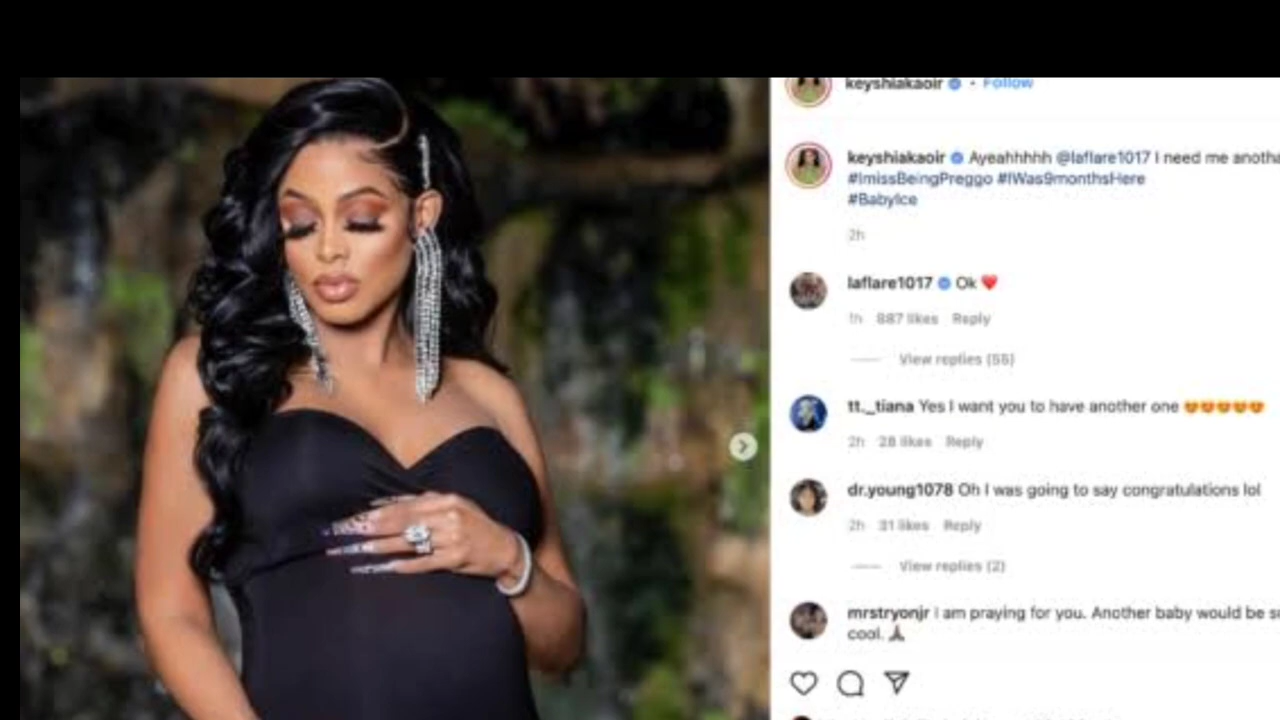 keyshiakaoir • Follow
keyshiakaoir Ayeahhhhh @laflare1017 I need me
#ImissBeingPreggo #IWas9monthsHere
#BabyIce
2h
laflare1017 Ok ❤️
1h 887 likes Reply
View replies (55)
tt._tiana Yes I want you to have another one 😍😍😍😍😍
2h 28 likes Reply
dr.young1078 Oh I was going to say congratulations lol
2h 31 likes Reply
View replies (2)
mrstryonjr I am praying for you. Another baby would be
cool. 🙏🏾